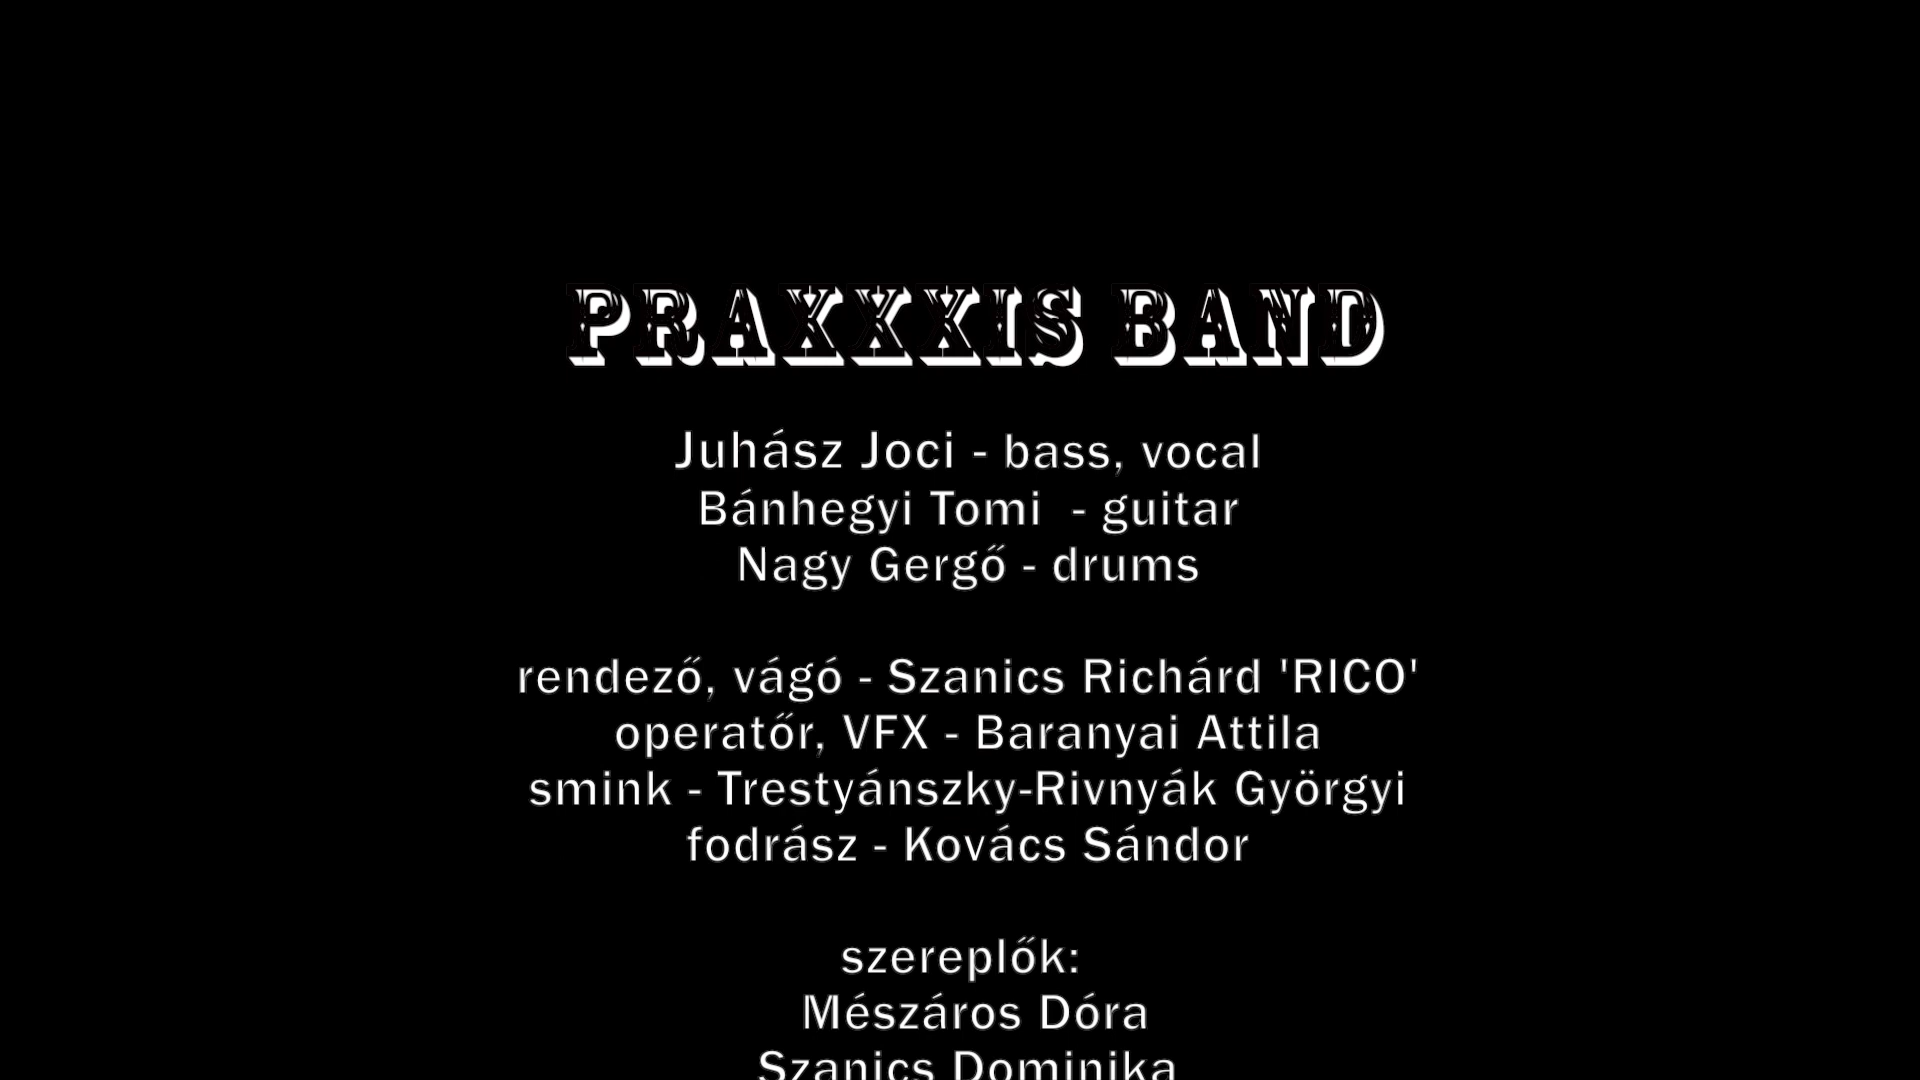 PRAXXXIS BAND
Juhász Joci - bass, vocal
Bánhegyi Tomi - guitar
Nagy Gergő - drums
rendező, vágó - Szanics Richárd 'RICO'
operatőr, VFX - Baranyai Attila
smink - Trestyánszky-Rivnyák Györgyi
fodrász - Kovács Sándor
szereplők:
Mészáros Dóra
Szanics Dominika